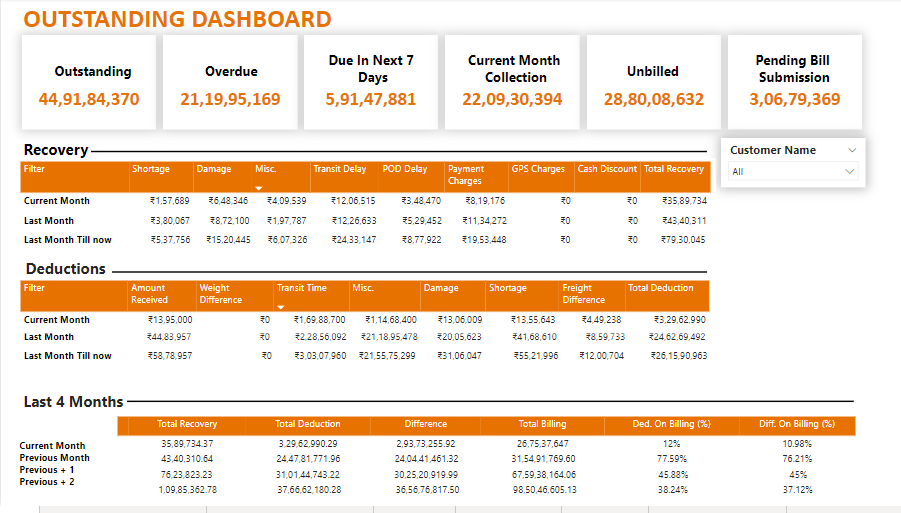 OUTSTANDING DASHBOARD
Outstanding
44,91,84,370
Overdue
21,19,95,169
Due In Next 7
Days
5,91,47,881
Current Month
Collection
22,09,30,394
Unbilled
28,80,08,632
Pending Bill
Submission
3,06,79,369
Customer Name
All
Recovery
Filter Shortage Damage Misc. Transit Delay POD Delay Payment Charges GPS Charges Cash Discount Total Recovery
Current Month ₹1,57,689 ₹6,48,346 ₹4,09,539 ₹12,06,515 ₹3,48,470 ₹8,19,176 ₹0 ₹0 ₹35,89,734
Last Month ₹3,80,067 ₹8,72,100 ₹1,97,787 ₹12,26,633 ₹5,29,452 ₹11,34,272 ₹0 ₹0 ₹43,40,311
Last Month Till now ₹5,37,756 ₹15,20,445 ₹6,07,326 ₹24,33,147 ₹8,77,922 ₹19,53,448 ₹0 ₹0 ₹79,30,045
Deductions
Filter Amount Received Weight Difference Transit Time Misc. Damage Shortage Freight Difference Total Deduction
Current Month ₹13,95,000 ₹0 ₹1,69,88,700 ₹1,14,68,400 ₹13,06,009 ₹13,55,643 ₹4,49,238 ₹3,29,62,990
Last Month ₹44,83,957 ₹0 ₹2,28,56,092 ₹21,18,95,478 ₹20,05,623 ₹41,68,610 ₹8,59,733 ₹24,62,69,492
Last Month Till now ₹58,78,957 ₹0 ₹3,03,07,960 ₹21,55,75,299 ₹31,06,047 ₹55,21,996 ₹12,00,704 ₹26,15,90,963
Last 4 Months
Total Recovery Total Deduction Difference Total Billing Ded. On Billing (%) Diff. On Billing (%)
Current Month 35,89,734.37 3,29,62,990.29 2,93,73,255.92 26,75,37,647 12% 10.98%
Previous Month 43,40,310.64 24,47,81,771.96 24,04,41,461.32 31,54,91,769.60 77.59% 76.21%
Previous + 1 76,23,823.23 31,01,44,743.22 30,25,20,919.99 67,59,38,164.06 45.88% 45%
Previous + 2 1,09,85,362.78 37,66,62,180.28 36,56,76,817.50 98,50,46,605.13 38.24% 37.12%